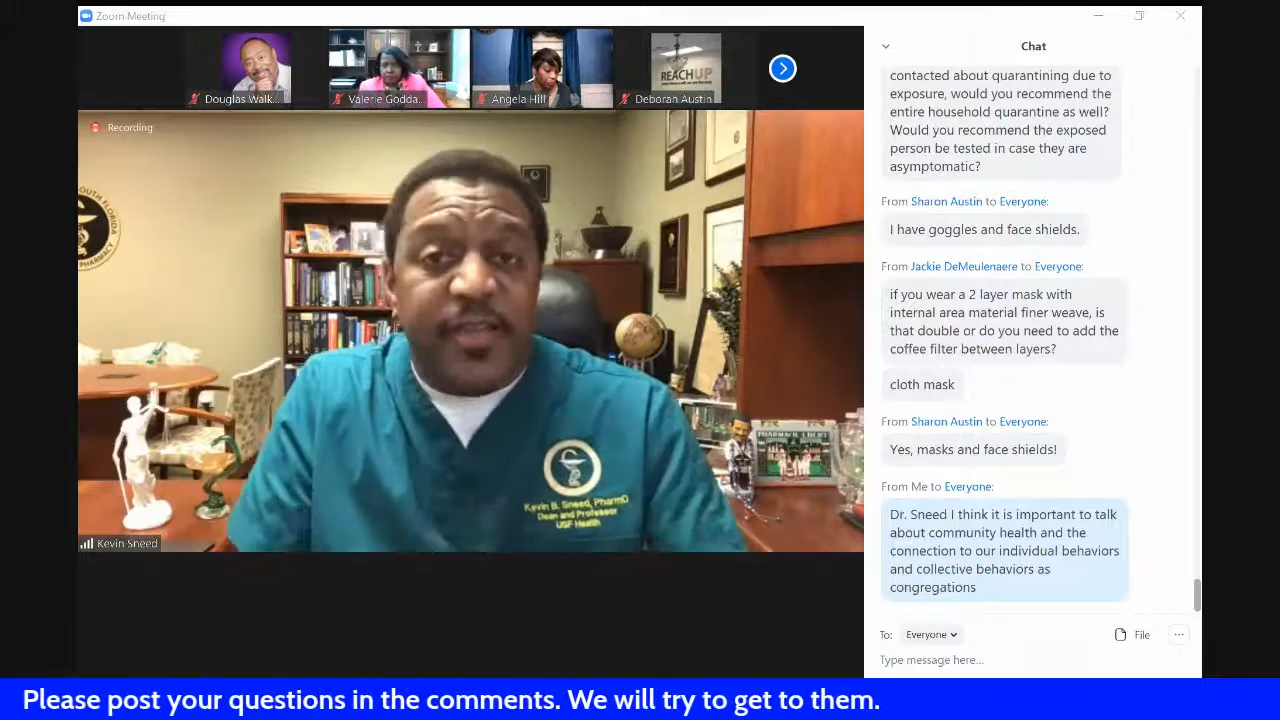 Zoom Meeting
Douglas Walk...
Valerie Godda...
Angela Hill
Deborah Austin
REACHUP
Recording
SOUTH FLORIDA
PHARMACY
PHARMACIE LIBERT
Kevin B. Sneed, PharmD
Dean and Professor
USF Health
Kevin Sneed
Chat
contacted about quarantining due to
exposure, would you recommend the
entire household quarantine as well?
Would you recommend the exposed
person be tested in case they are
asymptomatic?
From Sharon Austin to Everyone:
I have goggles and face shields.
From Jackie DeMeulenaere to Everyone:
if you wear a 2 layer mask with
internal area material finer weave, is
that double or do you need to add the
coffee filter between layers?
cloth mask
From Sharon Austin to Everyone:
Yes, masks and face shields!
From Me to Everyone:
Dr. Sneed I think it is important to talk
about community health and the
connection to our individual behaviors
and collective behaviors as
congregations
To: Everyone
File
Type message here...
Please post your questions in the comments. We will try to get to them.